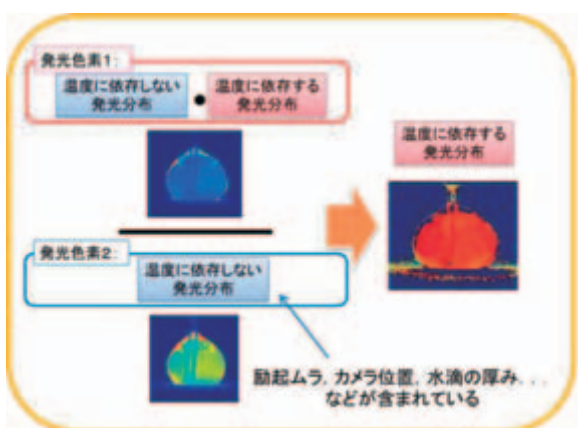 発光色素1:
温度に依存しない
発光分布
●
温度に依存する
発光分布
温度に依存する
発光分布
発光色素2:
温度に依存しない
発光分布
励起ムラ, カメラ位置, 水滴の厚み...
などが含まれている